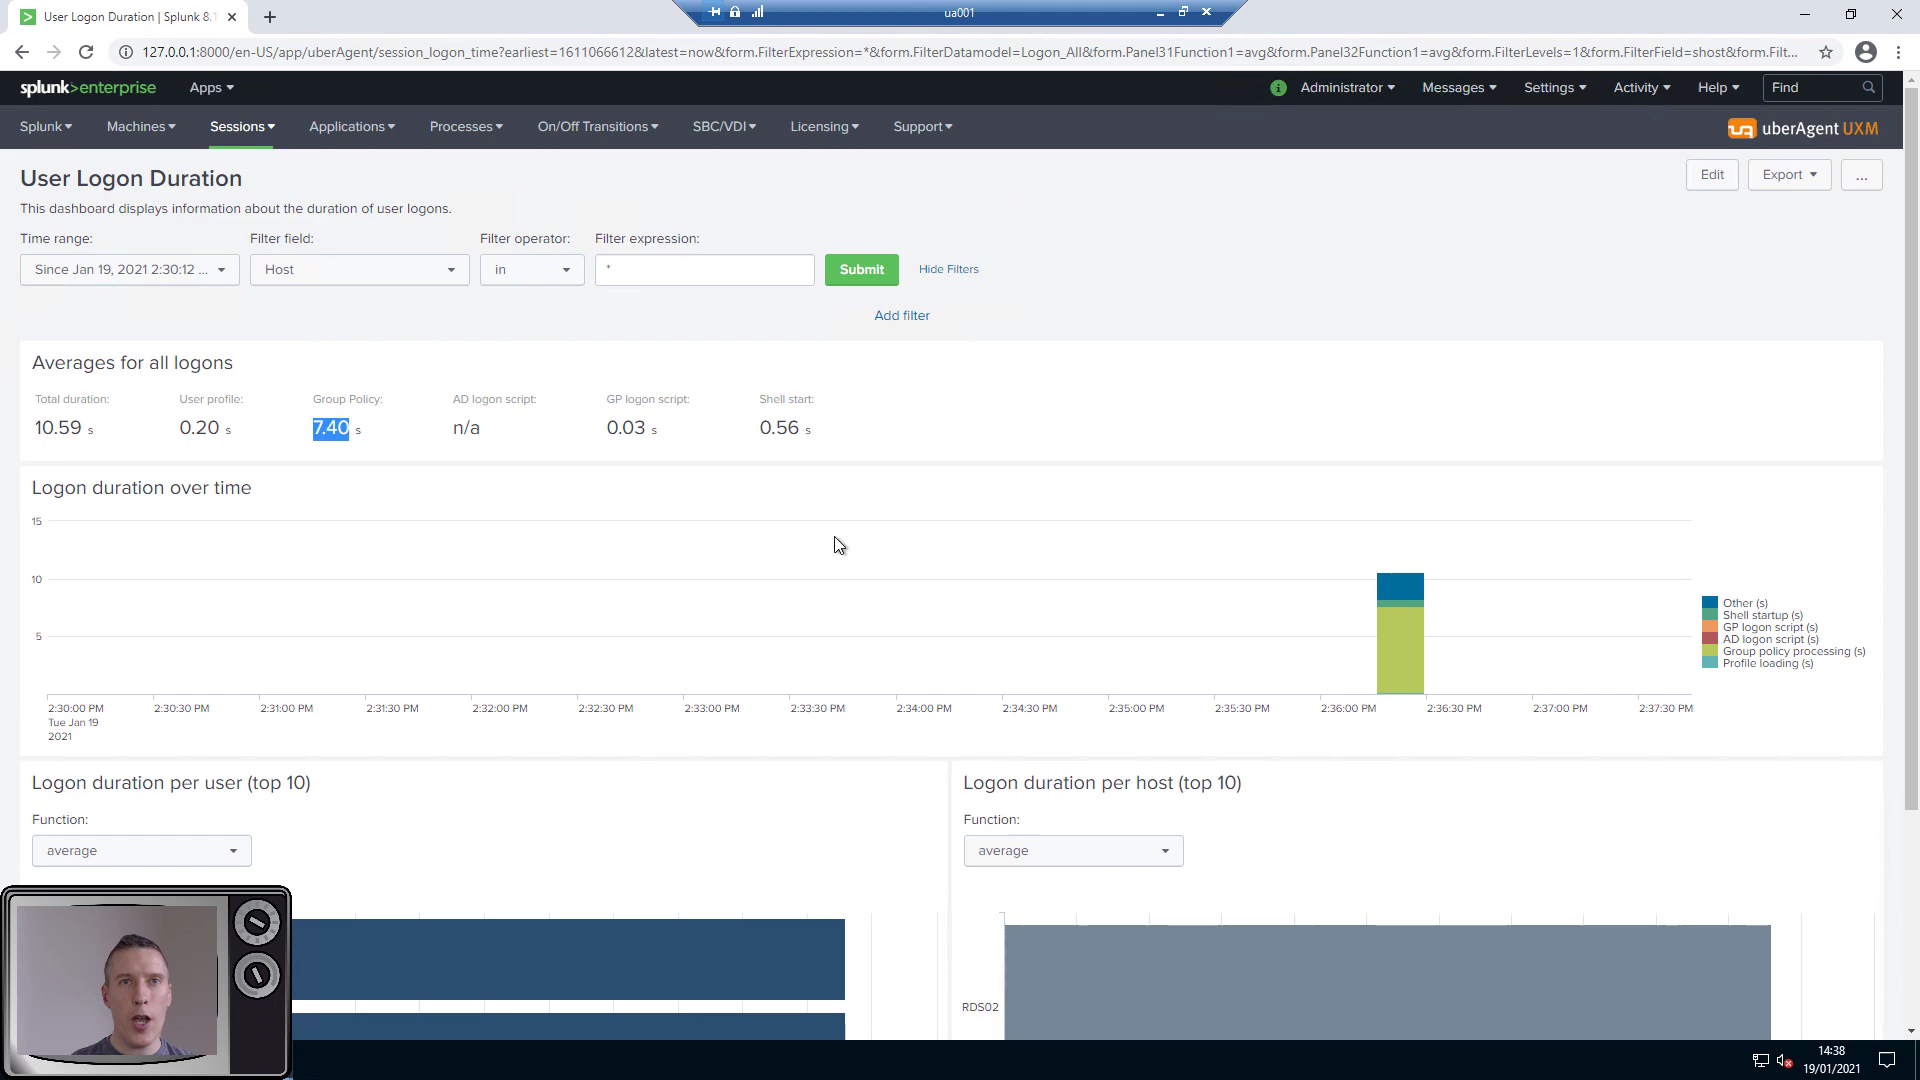 User Logon Duration | Splunk 8.1
ua001
127.0.0.1:8000/en-US/app/uberAgent/session_logon_time?earliest=1611066612&latest=now&form.FilterExpression=*&form.FilterDatamodel=Logon_All&form.Panel31Function1=avg&form.Panel32Function1=avg&form.FilterLevels=1&form.FilterField=shost&form.Filt...
splunk>enterprise Apps Administrator Messages Settings Activity Help Find
Splunk Machines Sessions Applications Processes On/Off Transitions SBC/VDI Licensing Support uberAgent UXM
User Logon Duration
Edit Export ...
This dashboard displays information about the duration of user logons.
Time range: Filter field: Filter operator: Filter expression:
Since Jan 19, 2021 2:30:12 ... Host in * Submit Hide Filters
Add filter
Averages for all logons
Total duration: User profile: Group Policy: AD logon script: GP logon script: Shell start:
10.59 s 0.20 s 7.40 s n/a 0.03 s 0.56 s
Logon duration over time
15
10
5
Other (s)
Shell startup (s)
GP logon script (s)
AD logon script (s)
Group policy processing (s)
Profile loading (s)
2:30:00 PM 2:30:30 PM 2:31:00 PM 2:31:30 PM 2:32:00 PM 2:32:30 PM 2:33:00 PM 2:33:30 PM 2:34:00 PM 2:34:30 PM 2:35:00 PM 2:35:30 PM 2:36:00 PM 2:36:30 PM 2:37:00 PM 2:37:30 PM
Tue Jan 19
2021
Logon duration per user (top 10) Logon duration per host (top 10)
Function: Function:
average average
RDS02
14:38
19/01/2021